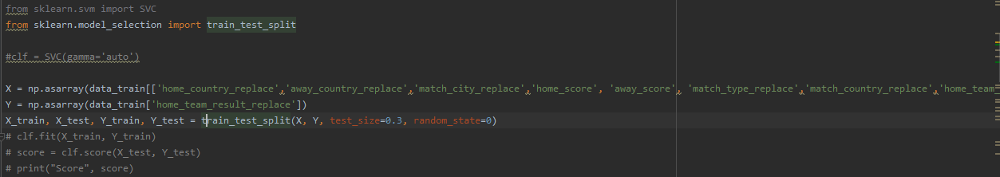 from sklearn.svm import SVC
from sklearn.model_selection import train_test_split
#clf = SVC(gamma='auto')
X = np.asarray(data_train[['home_country_replace','away_country_replace','match_city_replace','home_score', 'away_score', 'match_type_replace','match_country_replace','home_team
Y = np.asarray(data_train['home_team_result_replace'])
X_train, X_test, Y_train, Y_test = train_test_split(X, Y, test_size=0.3, random_state=0)
# clf.fit(X_train, Y_train)
# score = clf.score(X_test, Y_test)
# print("Score", score)